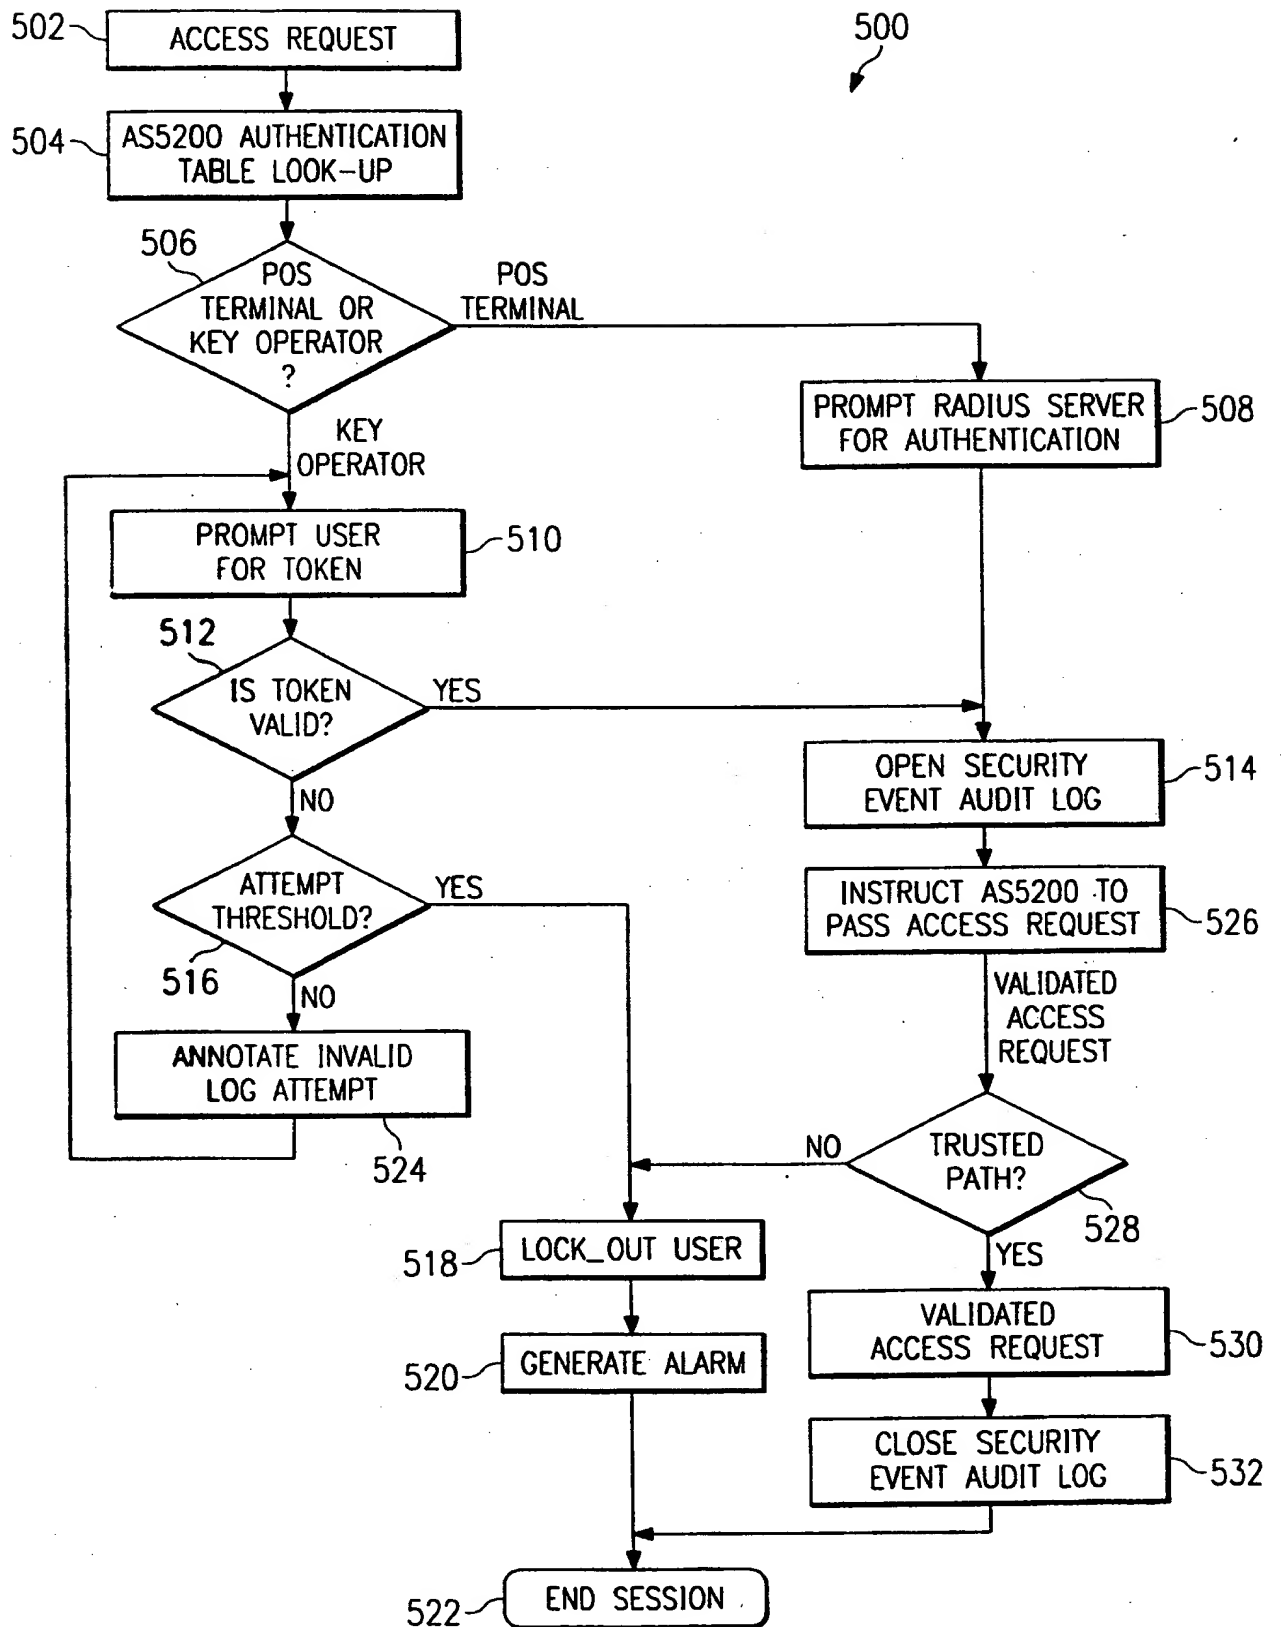 502
ACCESS REQUEST
500
504
AS5200 AUTHENTICATION
TABLE LOOK-UP
506
POS
TERMINAL OR
KEY OPERATOR
?
POS
TERMINAL
KEY
OPERATOR
PROMPT RADIUS SERVER
FOR AUTHENTICATION
508
PROMPT USER
FOR TOKEN
510
512
IS TOKEN
VALID?
YES
NO
OPEN SECURITY
EVENT AUDIT LOG
514
ATTEMPT
THRESHOLD?
YES
516
NO
INSTRUCT AS5200 TO
PASS ACCESS REQUEST
526
VALIDATED
ACCESS
REQUEST
ANNOTATE INVALID
LOG ATTEMPT
524
NO
TRUSTED
PATH?
528
YES
518
LOCK_OUT USER
VALIDATED
ACCESS REQUEST
530
520
GENERATE ALARM
CLOSE SECURITY
EVENT AUDIT LOG
532
522
END SESSION